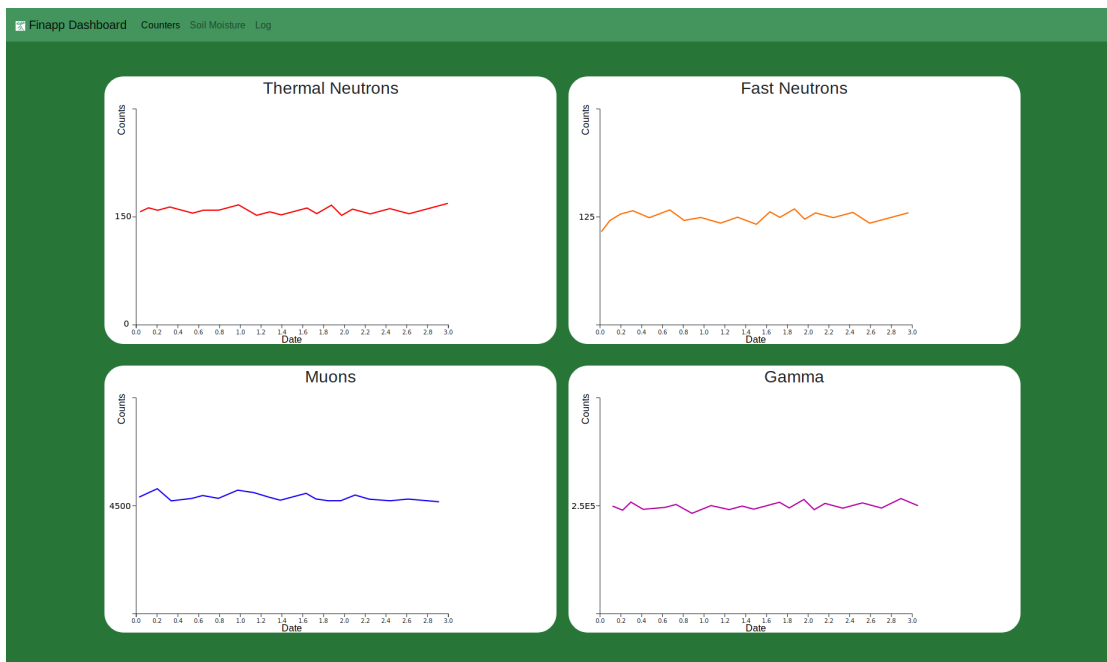 Finapp Dashboard Counters Soil Moisture Log
Thermal Neutrons
Counts
150
0
0.0 0.2 0.4 0.6 0.8 1.0 1.2 1.4 1.6 1.8 2.0 2.2 2.4 2.6 2.8 3.0
Date
Fast Neutrons
Counts
125
0.0 0.2 0.4 0.6 0.8 1.0 1.2 1.4 1.6 1.8 2.0 2.2 2.4 2.6 2.8 3.0
Date
Muons
Counts
4500
0.0 0.2 0.4 0.6 0.8 1.0 1.2 1.4 1.6 1.8 2.0 2.2 2.4 2.6 2.8 3.0
Date
Gamma
Counts
2.5E5
0.0 0.2 0.4 0.6 0.8 1.0 1.2 1.4 1.6 1.8 2.0 2.2 2.4 2.6 2.8 3.0
Date